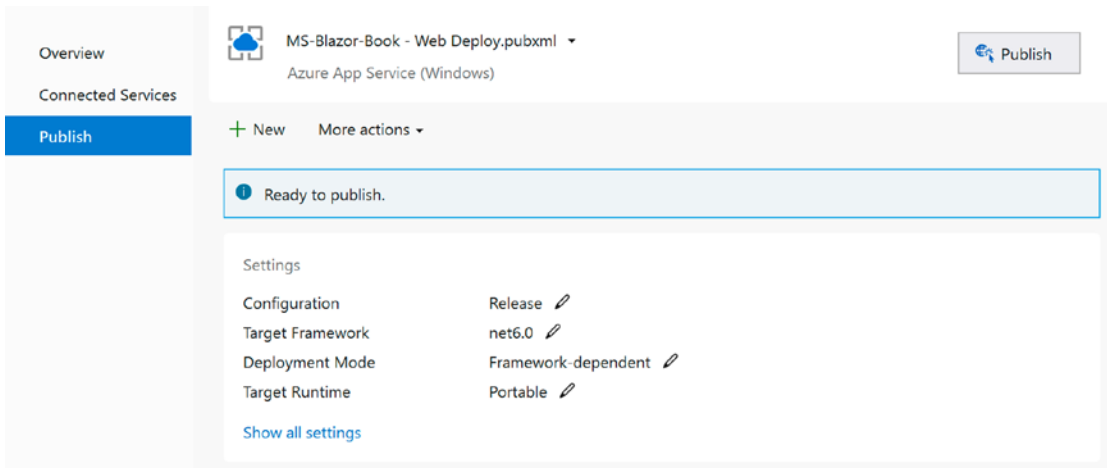 Overview
Connected Services
Publish
MS-Blazor-Book - Web Deploy.pubxml
Azure App Service (Windows)
Publish
New
More actions
Ready to publish.
Settings
Configuration Release
Target Framework net6.0
Deployment Mode Framework-dependent
Target Runtime Portable
Show all settings